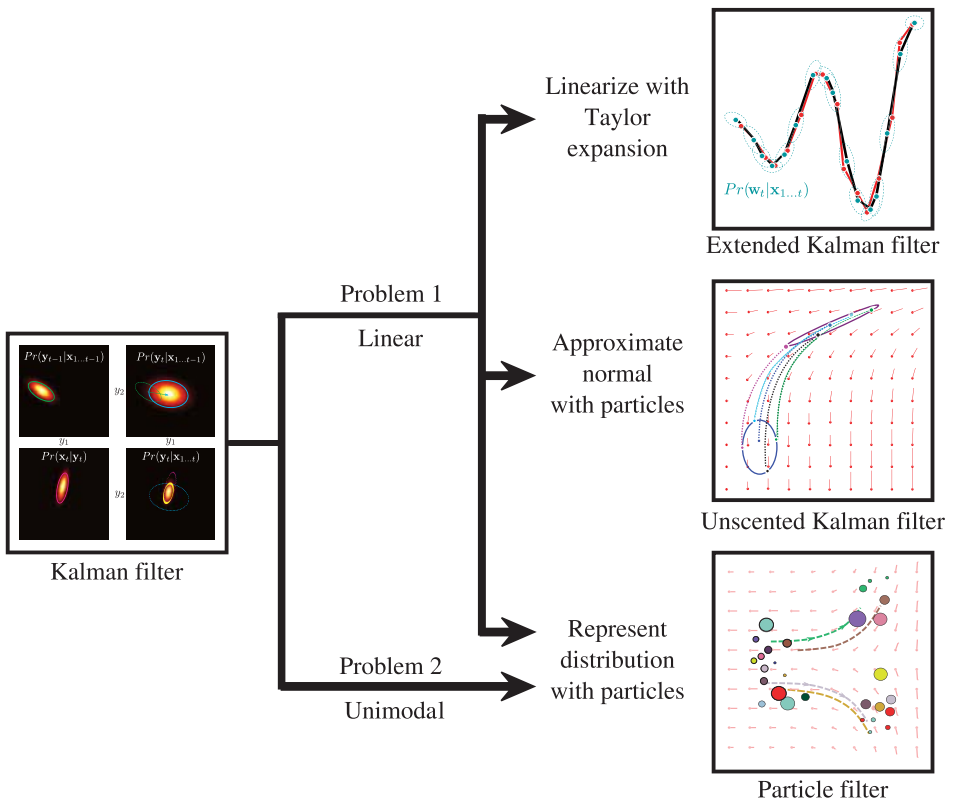 Linearize with
Taylor
expansion
Pr(w_t|x_{1...t})
Extended Kalman filter
Problem 1
Linear
Approximate
normal
with particles
Unscented Kalman filter
Pr(y_{t-1}|x_{1...t-1})
Pr(y_t|x_{1...t-1})
y_2
y_1
y_1
Pr(x_t|y_t)
Pr(y_t|x_{1...t})
y_2
Kalman filter
Problem 2
Unimodal
Represent
distribution
with particles
Particle filter